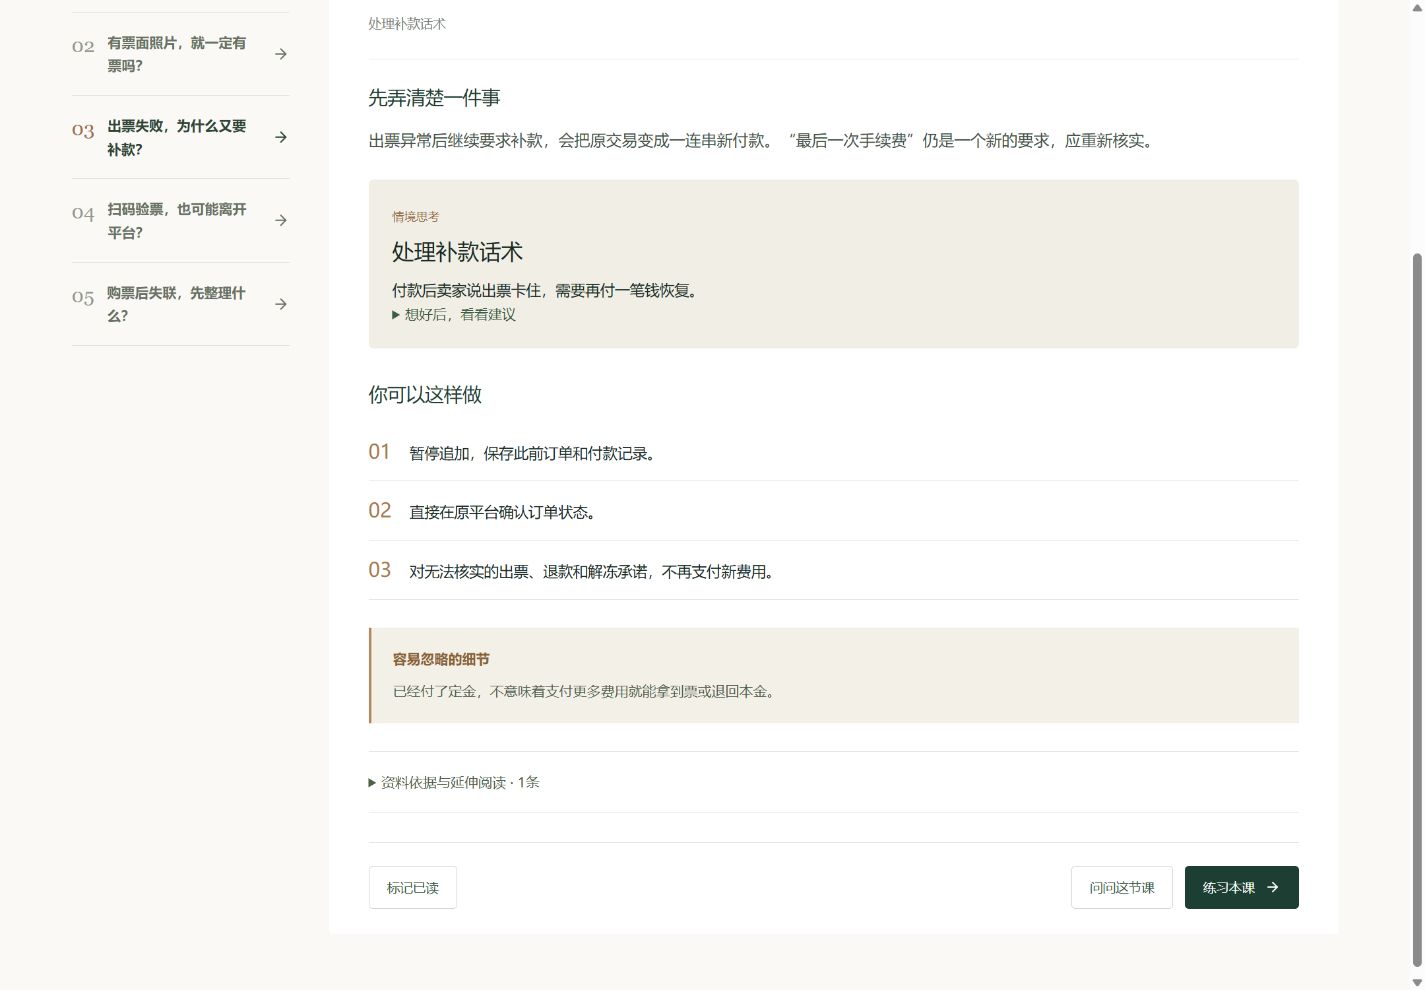 02 有票面照片，就一定有
票吗？
03 出票失败，为什么又要
补款？
04 扫码验票，也可能离开
平台？
05 购票后失联，先整理什
么？
处理补款话术
先弄清楚一件事
出票异常后继续要求补款，会把原交易变成一连串新付款。“最后一次手续费”仍是一个新的要求，应重新核实。
情境思考
处理补款话术
付款后卖家说出票卡住，需要再付一笔钱恢复。
想好后，看看建议
你可以这样做
01 暂停追加，保存此前订单和付款记录。
02 直接在原平台确认订单状态。
03 对无法核实的出票、退款和解冻承诺，不再支付新费用。
容易忽略的细节
已经付了定金，不意味着支付更多费用就能拿到票或退回本金。
资料依据与延伸阅读 · 1条
标记已读
问问这节课
练习本课